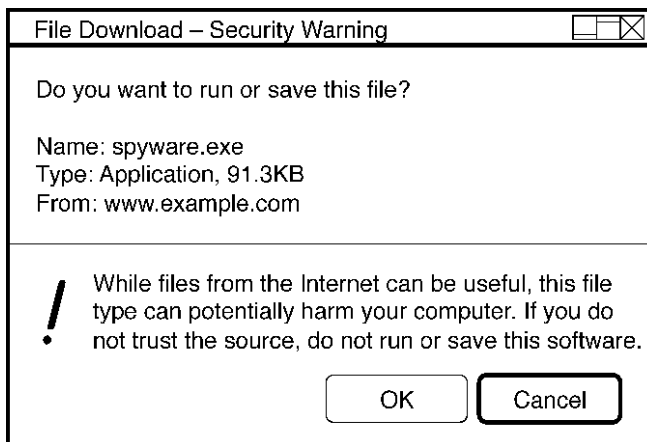 File Download – Security Warning
Do you want to run or save this file?
Name: spyware.exe
Type: Application, 91.3KB
From: www.example.com
While files from the Internet can be useful, this file
type can potentially harm your computer. If you do
not trust the source, do not run or save this software.
! 
OK Cancel